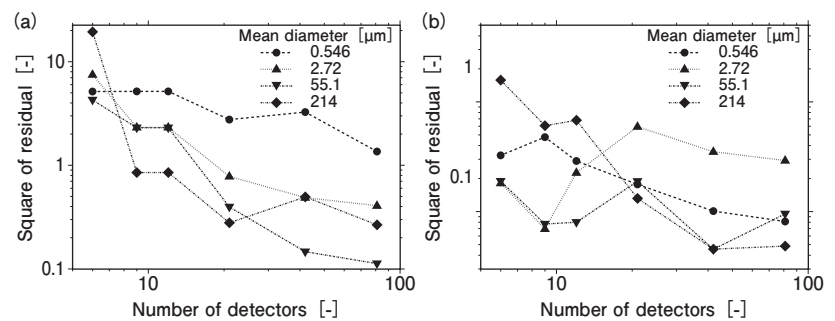 (a)
Mean diameter [μm]
0.546
2.72
55.1
214
10
1
0.1
Square of residual [-]
10
100
Number of detectors [-]
(b)
Mean diameter [μm]
0.546
2.72
55.1
214
1
0.1
Square of residual [-]
10
100
Number of detectors [-]